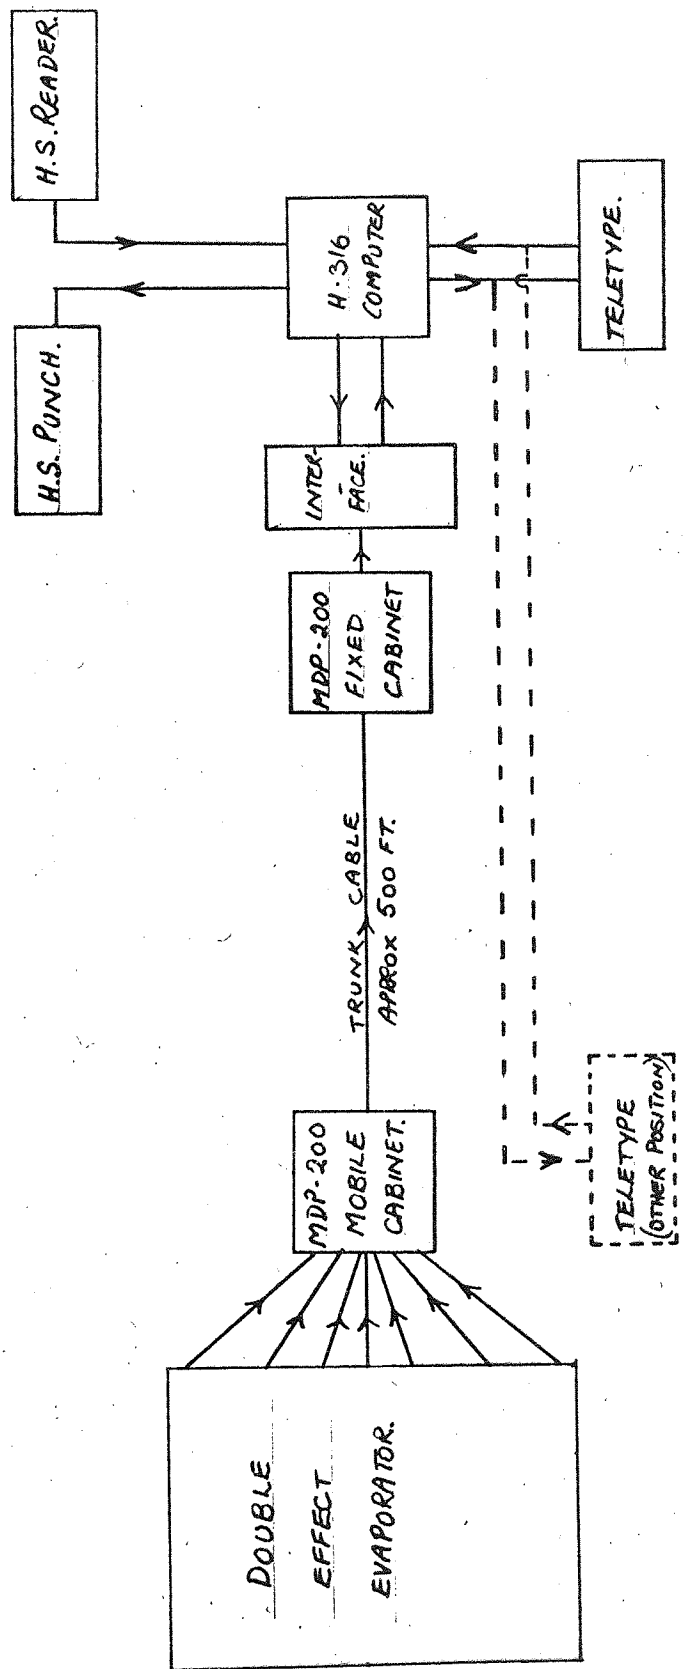 DOUBLE
EFFECT
EVAPORATOR.
MDP-200
MOBILE
CABINET.
TRUNK CABLE
APPROX 500 FT.
MDP-200
FIXED
CABINET
INTER-
FACE.
H.316
COMPUTER
H.S. PUNCH.
H.S. READER.
TELETYPE.
TELETYPE
(OTHER POSITION)